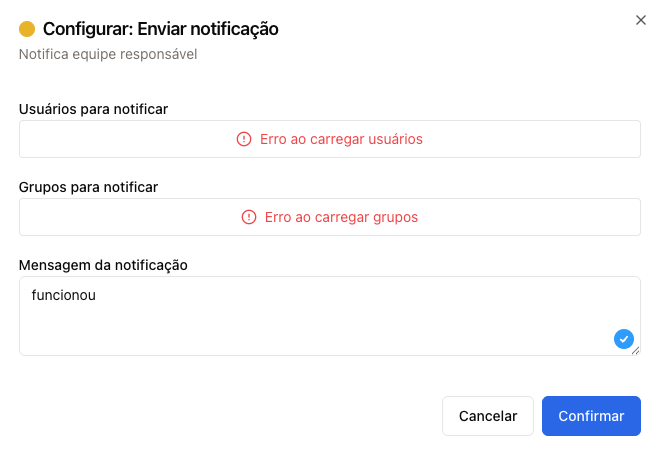 Configurar: Enviar notificação
Notifica equipe responsável
Usuários para notificar
Erro ao carregar usuários
Grupos para notificar
Erro ao carregar grupos
Mensagem da notificação
funcionou
Cancelar
Confirmar